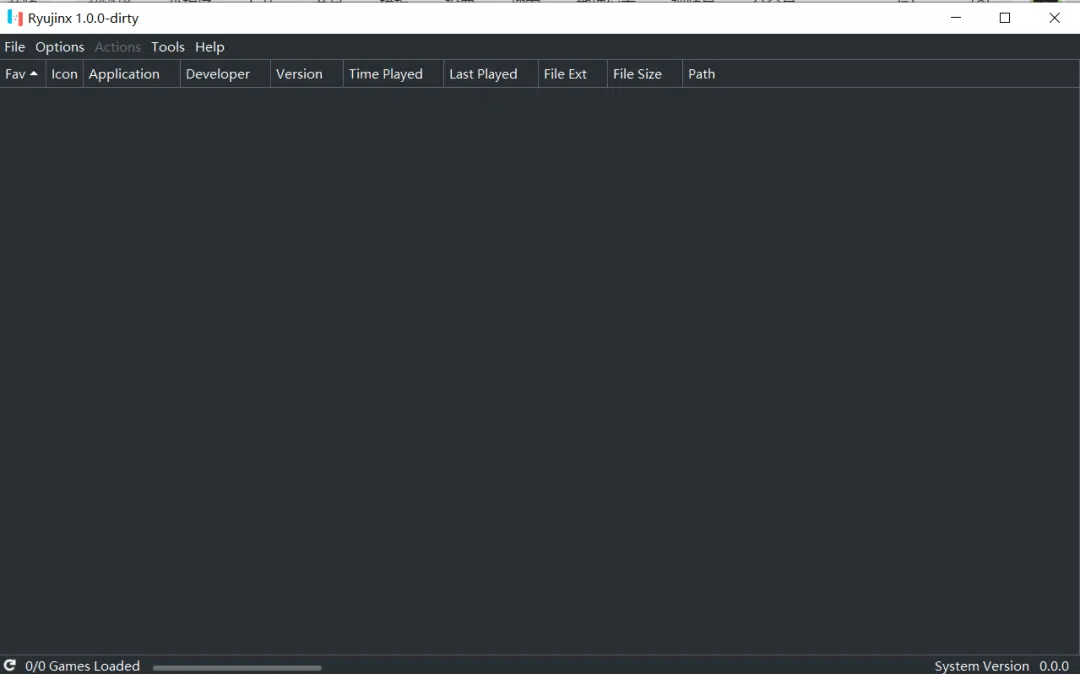 Ryujinx 1.0.0-dirty
File Options Actions Tools Help
Fav Icon Application Developer Version Time Played Last Played File Ext File Size Path
0/0 Games Loaded System Version 0.0.0